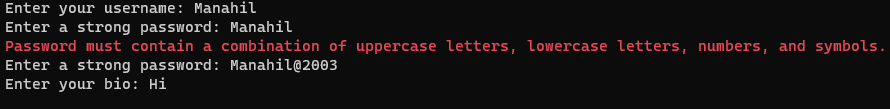 Enter your username: Manahil
Enter a strong password: Manahil
Password must contain a combination of uppercase letters, lowercase letters, numbers, and symbols.
Enter a strong password: Manahil@2003
Enter your bio: Hi